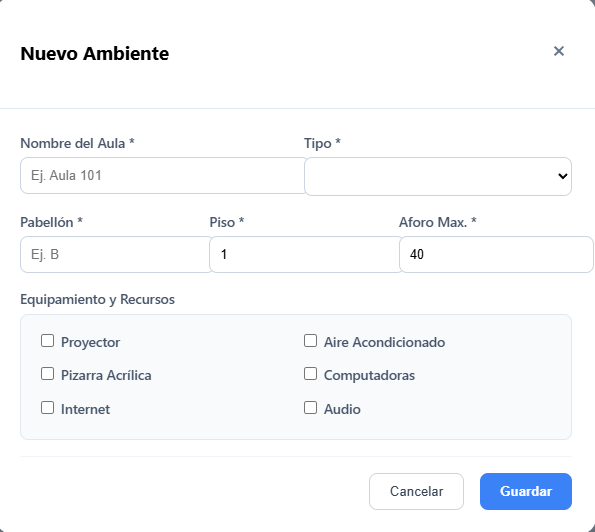 Nuevo Ambiente ×
Nombre del Aula * Tipo *
Ej. Aula 101
Pabellón * Piso * Aforo Max. *
Ej. B 1 40
Equipamiento y Recursos
Proyector Aire Acondicionado
Pizarra Acrílica Computadoras
Internet Audio
Cancelar Guardar